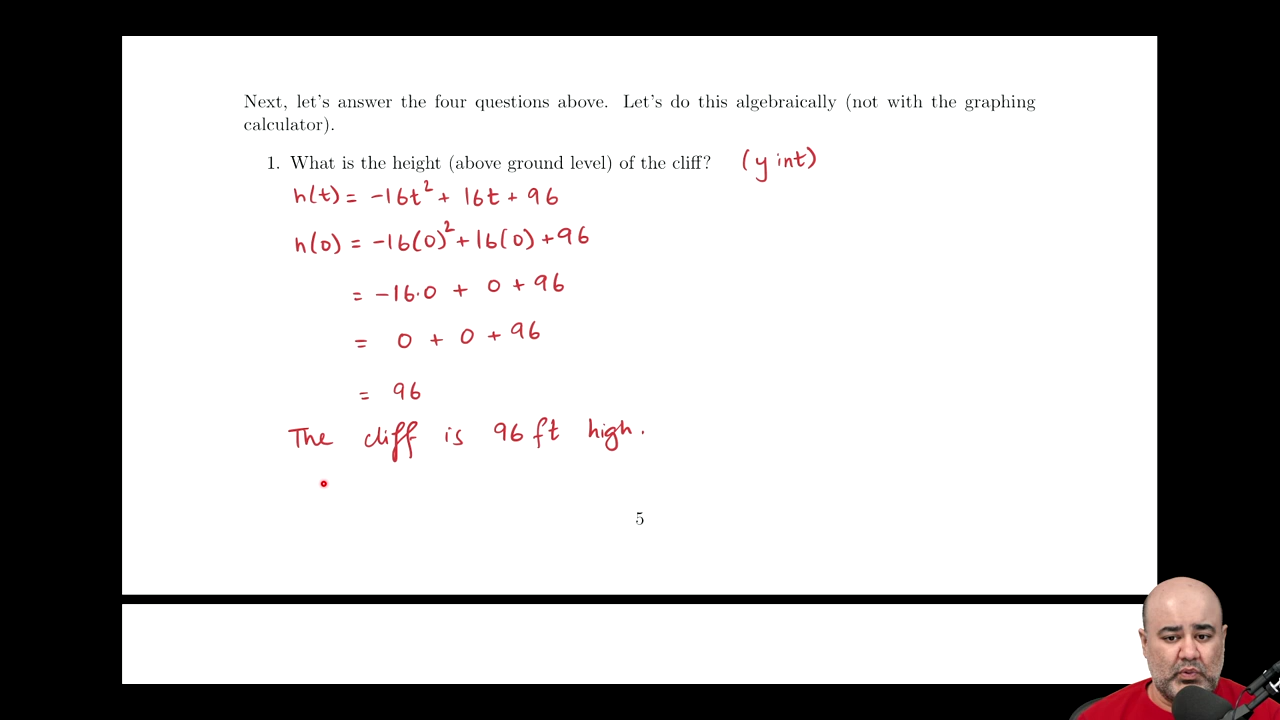 Next, let's answer the four questions above. Let's do this algebraically (not with the graphing
calculator).
1. What is the height (above ground level) of the cliff? (y int)
h(t) = -16t² + 16t + 96
h(0) = -16(0)² + 16(0) + 96
= -16·0 + 0 + 96
= 0 + 0 + 96
= 96
The cliff is 96 ft high.
5